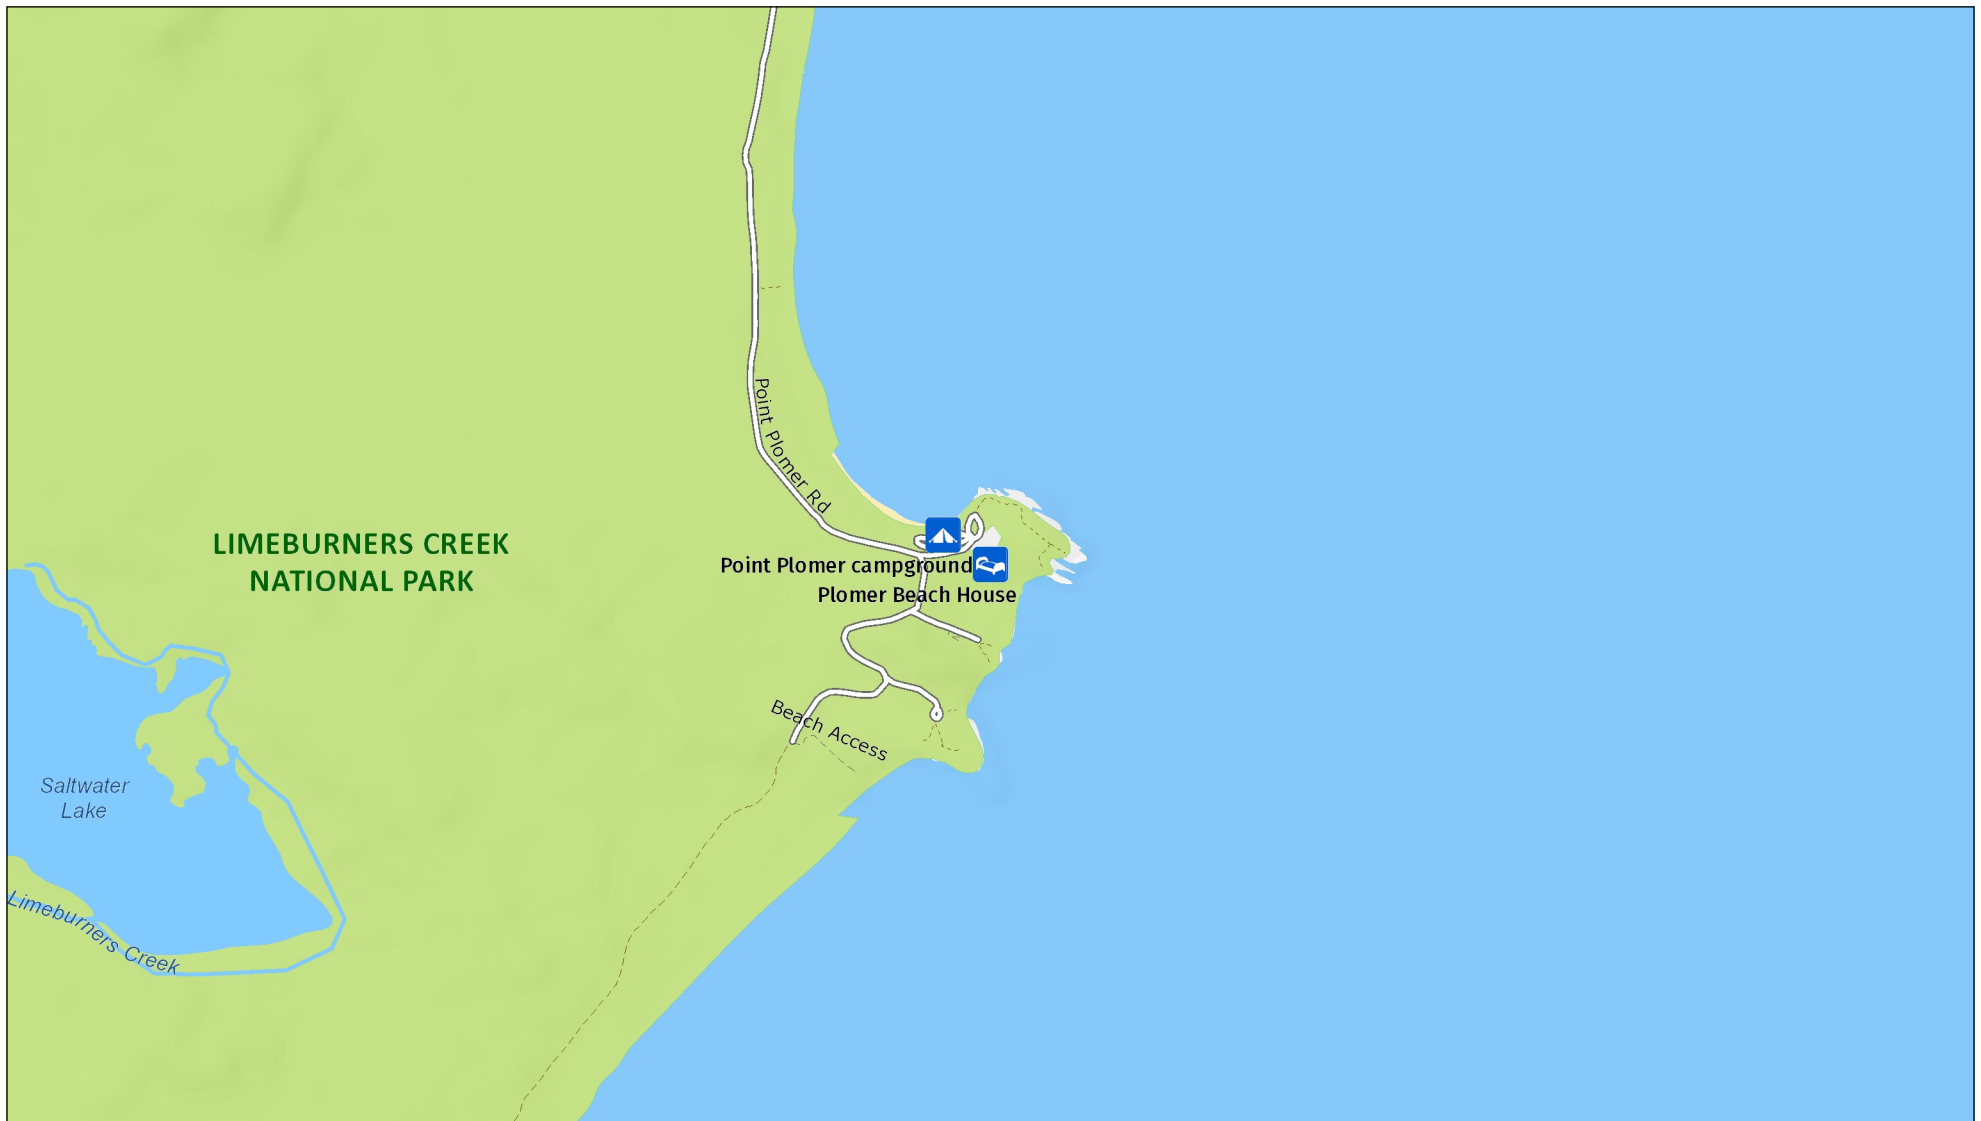 Point Plomer Rd
LIMEBURNERS CREEK
NATIONAL PARK
Point Plomer campground
Plomer Beach House
Beach Access
Saltwater
Lake
Limeburners Creek